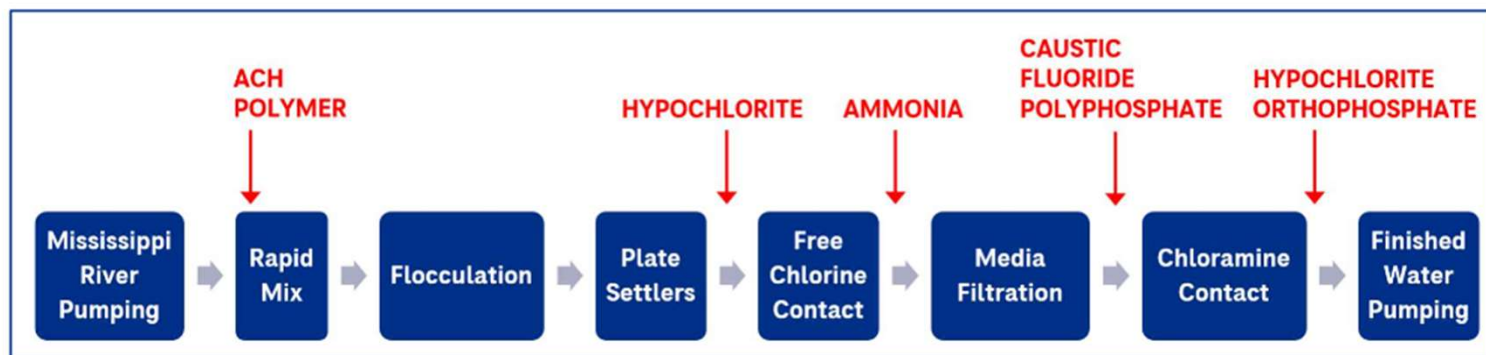 ACH
POLYMER
HYPOCHLORITE
AMMONIA
CAUSTIC
FLUORIDE
POLYPHOSPHATE
HYPOCHLORITE
ORTHOPHOSPHATE
Mississippi
River
Pumping
Rapid
Mix
Flocculation
Plate
Settlers
Free
Chlorine
Contact
Media
Filtration
Chloramine
Contact
Finished
Water
Pumping